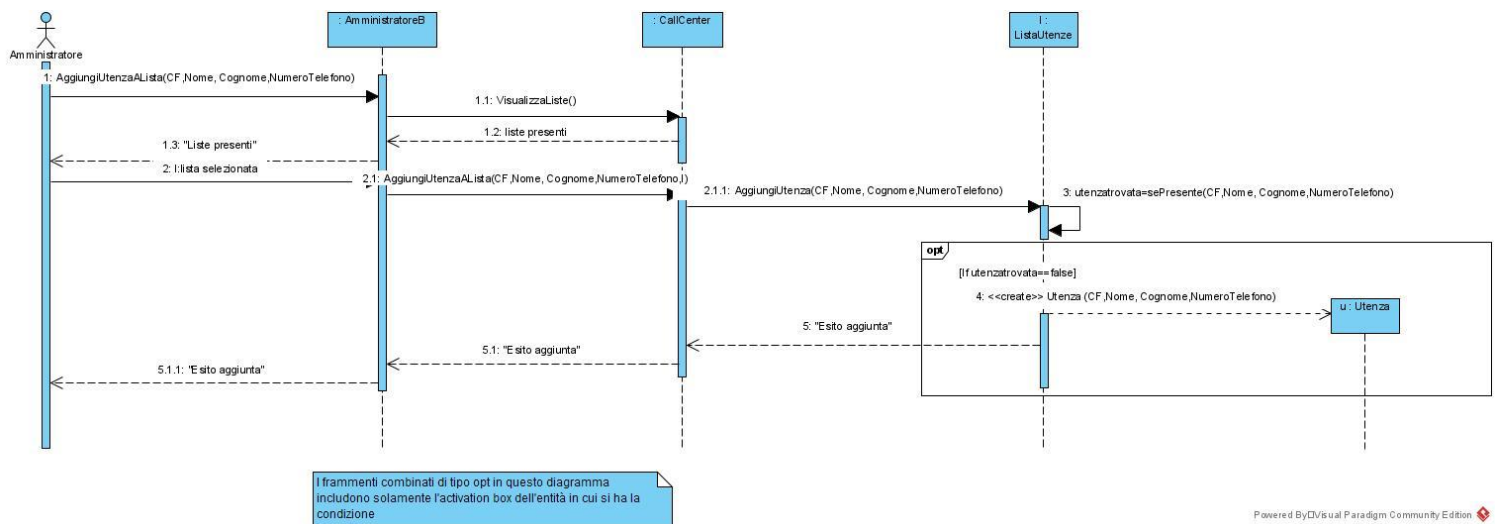 : AmministratoreB
: CallCenter
l :
ListaUtenze
Amministratore
1: AggiungiUtenzaALista(CF,Nome, Cognome,NumeroTelefono)
1.1: VisualizzaListe()
1.2: liste presenti
1.3: "Liste presenti"
2: l:lista selezionata
2.1: AggiungiUtenzaALista(CF,Nome, Cognome,NumeroTelefono,l)
2.1.1: AggiungiUtenza(CF,Nome, Cognome,NumeroTelefono)
3: utenzatrovata=sePresente(CF,Nome, Cognome,NumeroTelefono)
opt
[If utenzatrovata==false]
4: <<create>> Utenza (CF,Nome, Cognome,NumeroTelefono)
u : Utenza
5: "Esito aggiunta"
5.1: "Esito aggiunta"
5.1.1: "Esito aggiunta"
I frammenti combinati di tipo opt in questo diagramma
includono solamente l'activation box dell'entità in cui si ha la
condizione
Powered By Visual Paradigm Community Edition